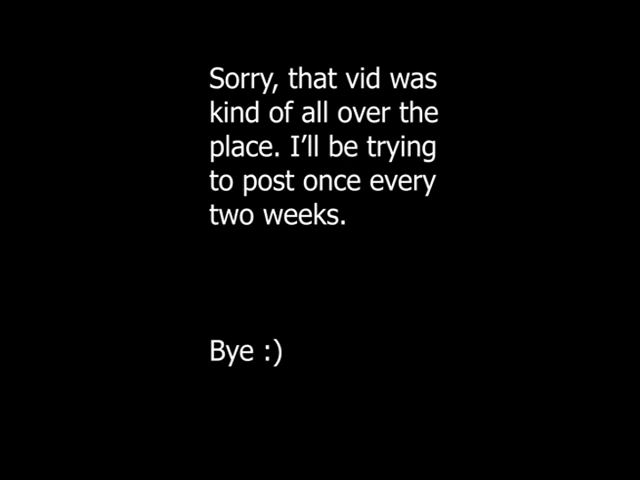 Sorry, that vid was
kind of all over the
place. I’ll be trying
to post once every
two weeks.
Bye :)